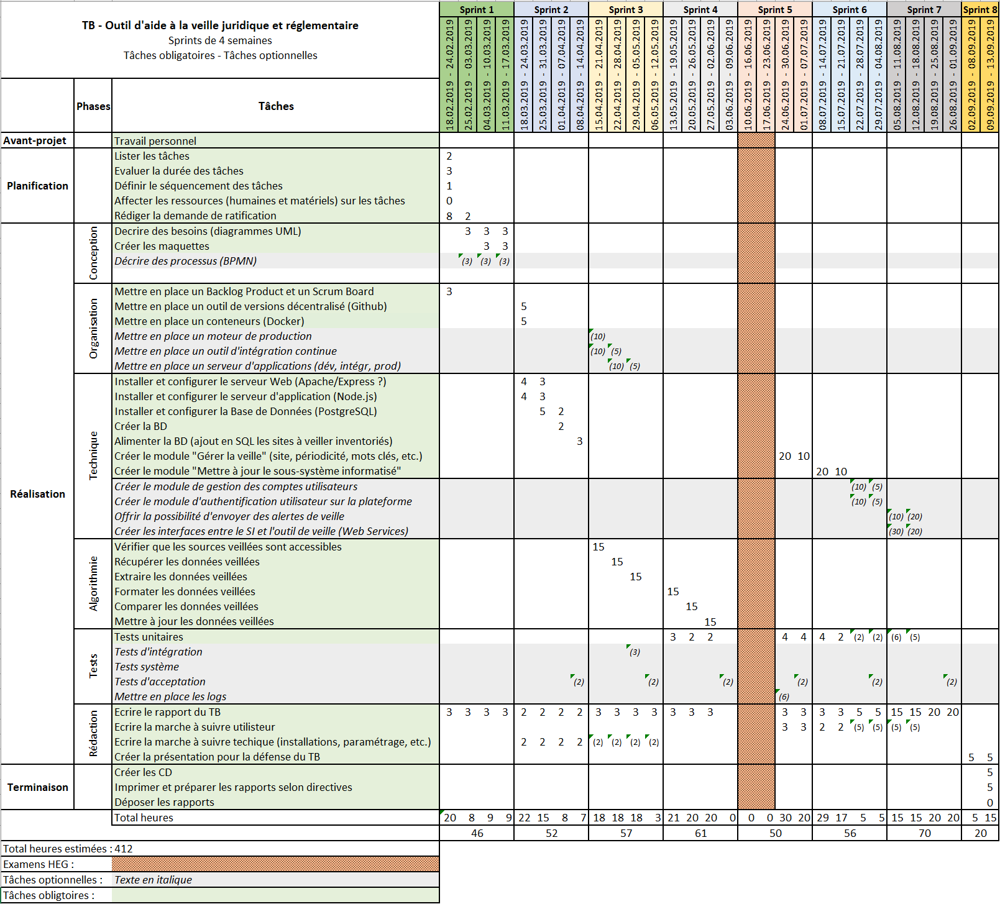 Sprint 1 Sprint 2 Sprint 3 Sprint 4 Sprint 5 Sprint 6 Sprint 7 Sprint 8
TB - Outil d'aide à la veille juridique et réglementaire
Sprints de 4 semaines
Tâches obligatoires - Tâches optionnelles
18.02.2019 - 24.02.2019
25.02.2019 - 03.03.2019
04.03.2019 - 10.03.2019
11.03.2019 - 17.03.2019
18.03.2019 - 24.03.2019
25.03.2019 - 31.03.2019
01.04.2019 - 07.04.2019
08.04.2019 - 14.04.2019
15.04.2019 - 21.04.2019
22.04.2019 - 28.04.2019
29.04.2019 - 05.05.2019
06.05.2019 - 12.05.2019
13.05.2019 - 19.05.2019
20.05.2019 - 26.05.2019
27.05.2019 - 02.06.2019
03.06.2019 - 09.06.2019
10.06.2019 - 16.06.2019
17.06.2019 - 23.06.2019
24.06.2019 - 30.06.2019
01.07.2019 - 07.07.2019
08.07.2019 - 14.07.2019
15.07.2019 - 21.07.2019
22.07.2019 - 28.07.2019
29.07.2019 - 04.08.2019
05.08.2019 - 11.08.2019
12.08.2019 - 18.08.2019
19.08.2019 - 25.08.2019
26.08.2019 - 01.09.2019
02.09.2019 - 08.09.2019
09.09.2019 - 13.09.2019
Phases Tâches
Avant-projet Travail personnel
Planification
Lister les tâches 2
Evaluer la durée des tâches 3
Définir le séquencement des tâches 1
Affecter les ressources (humaines et matériels) sur les tâches 0
Rédiger la demande de ratification 8 2
Réalisation
Conception
Decrire des besoins (diagrammes UML) 3 3 3
Créer les maquettes 3 3
Décrire des processus (BPMN) (3) (3) (3)
Organisation
Mettre en place un Backlog Product et un Scrum Board 3
Mettre en place un outil de versions décentralisé (Github) 5
Mettre en place un conteneurs (Docker) 5
Mettre en place un moteur de production (10)
Mettre en place un outil d'intégration continue (10) (5)
Mettre en place un serveur d'applications (dév, intégr, prod) (10) (5)
Technique
Installer et configurer le serveur Web (Apache/Express ?) 4 3
Installer et configurer le serveur d'application (Node.js) 4 3
Installer et configurer la Base de Données (PostgreSQL) 5 2
Créer la BD 2
Alimenter la BD (ajout en SQL les sites à veiller inventoriés) 3
Créer le module "Gérer la veille" (site, périodicité, mots clés, etc.) 20 10
Créer le module "Mettre à jour le sous-système informatisé" 20 10
Créer le module de gestion des comptes utilisateurs (10) (5)
Créer le module d'authentification utilisateur sur la plateforme (10) (5)
Offrir la possibilité d'envoyer des alertes de veille (10) (20)
Créer les interfaces entre le SI et l'outil de veille (Web Services) (30) (20)
Algorithmie
Vérifier que les sources veillées sont accessibles 15
Récupérer les données veillées 15
Extraire les données veillées 15
Formater les données veillées 15
Comparer les données veillées 15
Mettre à jour les données veillées 15
Tests
Tests unitaires 3 2 2 4 4 4 2 (2) (2) (6) (5)
Tests d'intégration (3)
Tests système
Tests d'acceptation (2) (2) (2) (2) (2) (2)
Mettre en place les logs (6)
Rédaction
Ecrire le rapport du TB 3 3 3 3 2 2 2 2 3 3 3 3 3 3 3 3 3 3 3 5 5 15 15 20 20
Ecrire la marche à suivre utilisteur 3 3 2 2 (5) (5) (5) (5)
Ecrire la marche à suivre techique (installations, paramétrage, etc.) 2 2 2 2 (2) (2) (2) (2)
Créer la présentation pour la défense du TB 5 5
Terminaison
Créer les CD 5
Imprimer et préparer les rapports selon directives 5
Déposer les rapports 0
Total heures 20 8 9 9 22 15 8 7 18 18 18 3 21 20 20 0 0 0 30 20 29 17 5 5 15 15 20 20 5 15
46 52 57 61 50 56 70 20
Total heures estimées : 412
Examens HEG :
Tâches optionnelles : Texte en italique
Tâches obligtoires :